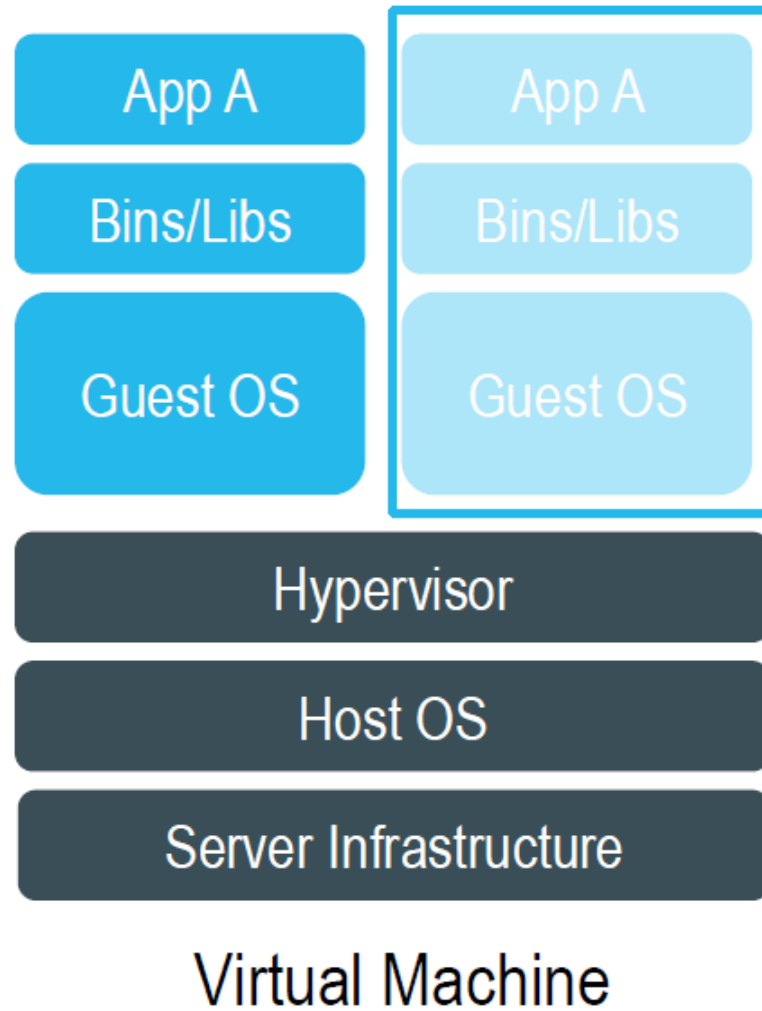 App A
App A
Bins/Libs
Bins/Libs
Guest OS
Guest OS
Hypervisor
Host OS
Server Infrastructure
Virtual Machine